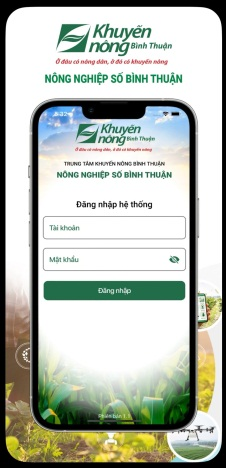 Khuyến
nông Bình Thuận
Ở đâu có nông dân, ở đó có khuyến nông
NÔNG NGHIỆP SỐ BÌNH THUẬN
Khuyến
nông Bình Thuận
Ở đâu có nông dân, ở đó có khuyến nông
TRUNG TÂM KHUYẾN NÔNG BÌNH THUẬN
NÔNG NGHIỆP SỐ BÌNH THUẬN
Đăng nhập hệ thống
Tài khoản
Mật khẩu
Đăng nhập